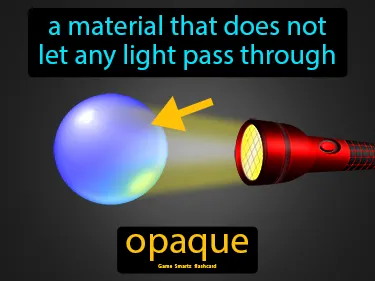 a material that does not
let any light pass through
opaque
Game Smartz flashcard